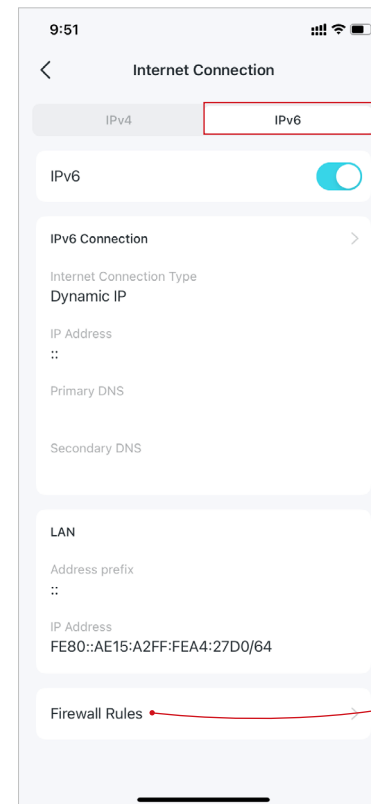 9:51
Internet Connection
IPv4
IPv6
IPv6
IPv6 Connection
Internet Connection Type
Dynamic IP
IP Address
::
Primary DNS
Secondary DNS
LAN
Address prefix
::
IP Address
FE80::AE15:A2FF:FEA4:27D0/64
Firewall Rules